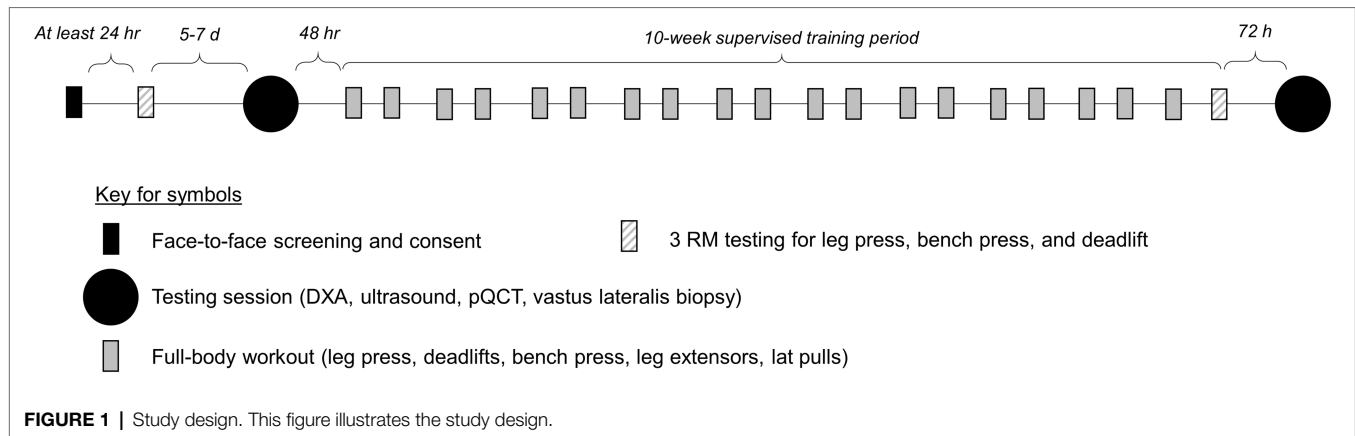 At least 24 hr
5-7 d
48 hr
10-week supervised training period
72 h
Key for symbols
Face-to-face screening and consent
3 RM testing for leg press, bench press, and deadlift
Testing session (DXA, ultrasound, pQCT, vastus lateralis biopsy)
Full-body workout (leg press, deadlifts, bench press, leg extensors, lat pulls)
FIGURE 1 | Study design. This figure illustrates the study design.